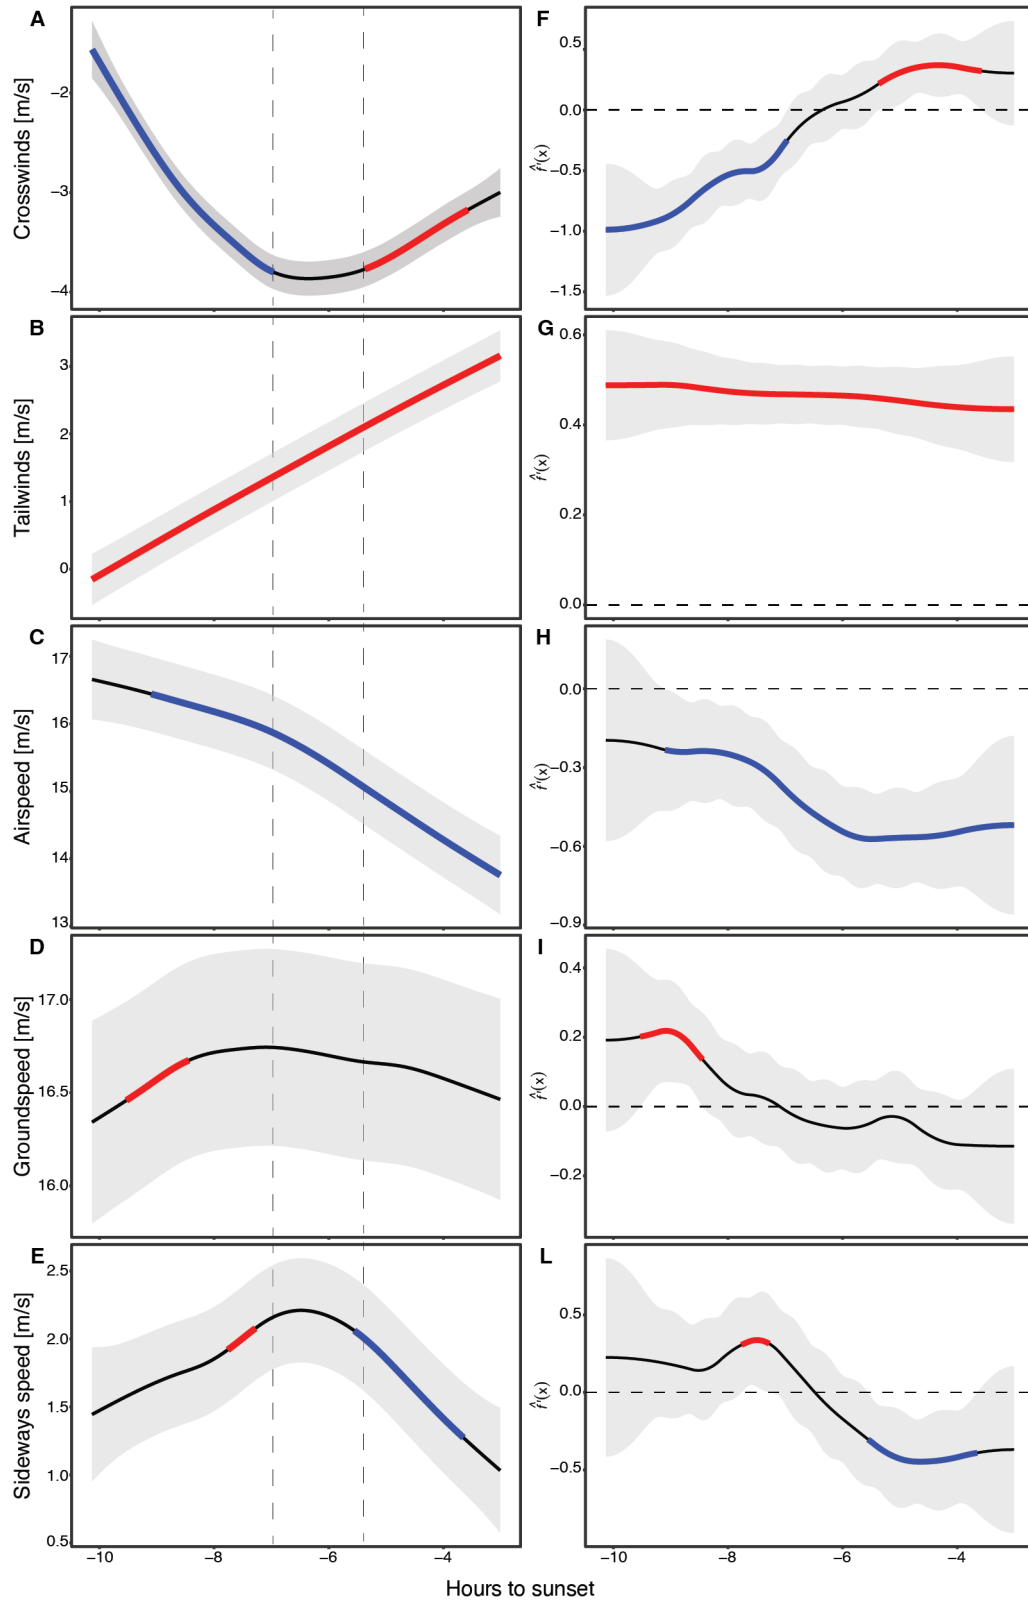 A
Crosswinds [m/s]
−2
−3
−4
F
f̂'(x)
0.5
0.0
−0.5
−1.0
−1.5
B
Tailwinds [m/s]
3
2
1
0
G
f̂'(x)
0.6
0.4
0.2
0.0
C
Airspeed [m/s]
17
16
15
14
13
H
f̂'(x)
0.0
−0.3
−0.6
−0.9
D
Groundspeed [m/s]
17.0
16.5
16.0
I
f̂'(x)
0.4
0.2
0.0
−0.2
E
Sideways speed [m/s]
2.5
2.0
1.5
1.0
0.5
L
f̂'(x)
0.5
0.0
−0.5
−10 −8 −6 −4
−10 −8 −6 −4
Hours to sunset